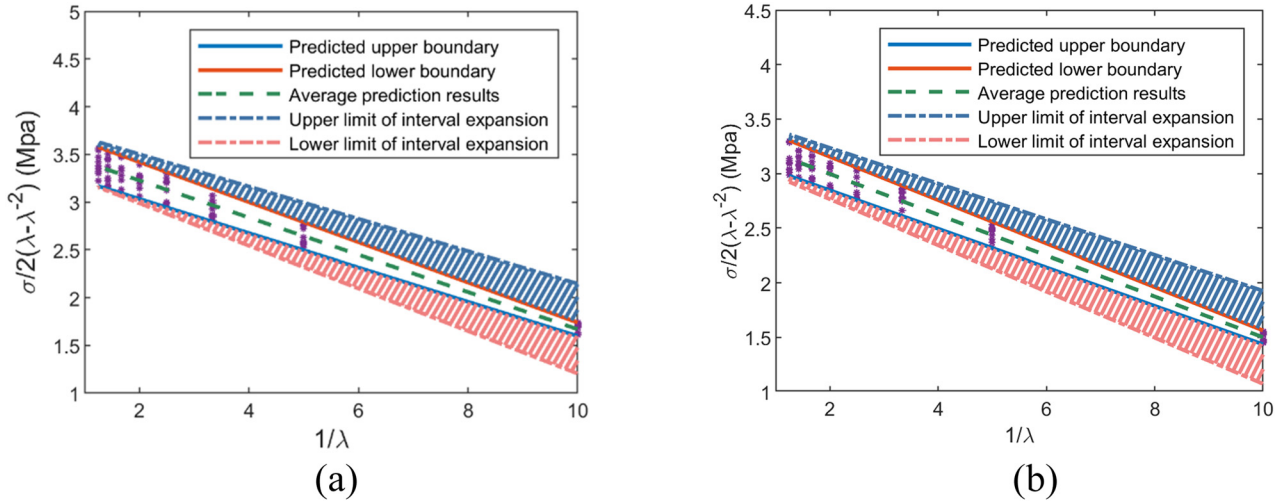 5
4.5
4
3.5
3
2.5
2
1.5
1
2
4
6
8
10
σ/2(λ-λ⁻²) (Mpa)
1/λ
Predicted upper boundary
Predicted lower boundary
Average prediction results
Upper limit of interval expansion
Lower limit of interval expansion
(a)
4.5
4
3.5
3
2.5
2
1.5
1
2
4
6
8
10
σ/2(λ-λ⁻²) (Mpa)
1/λ
Predicted upper boundary
Predicted lower boundary
Average prediction results
Upper limit of interval expansion
Lower limit of interval expansion
(b)